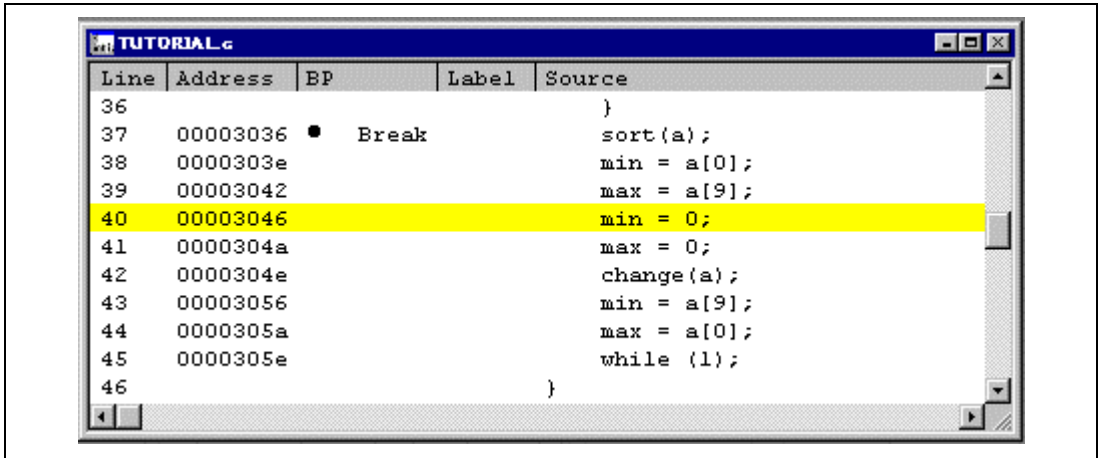 TUTORIAL.c
Line Address BP Label Source
36 }
37 00003036 ● Break sort(a);
38 0000303e min = a[0];
39 00003042 max = a[9];
40 00003046 min = 0;
41 0000304a max = 0;
42 0000304e change(a);
43 00003056 min = a[9];
44 0000305a max = a[0];
45 0000305e while (1);
46 }